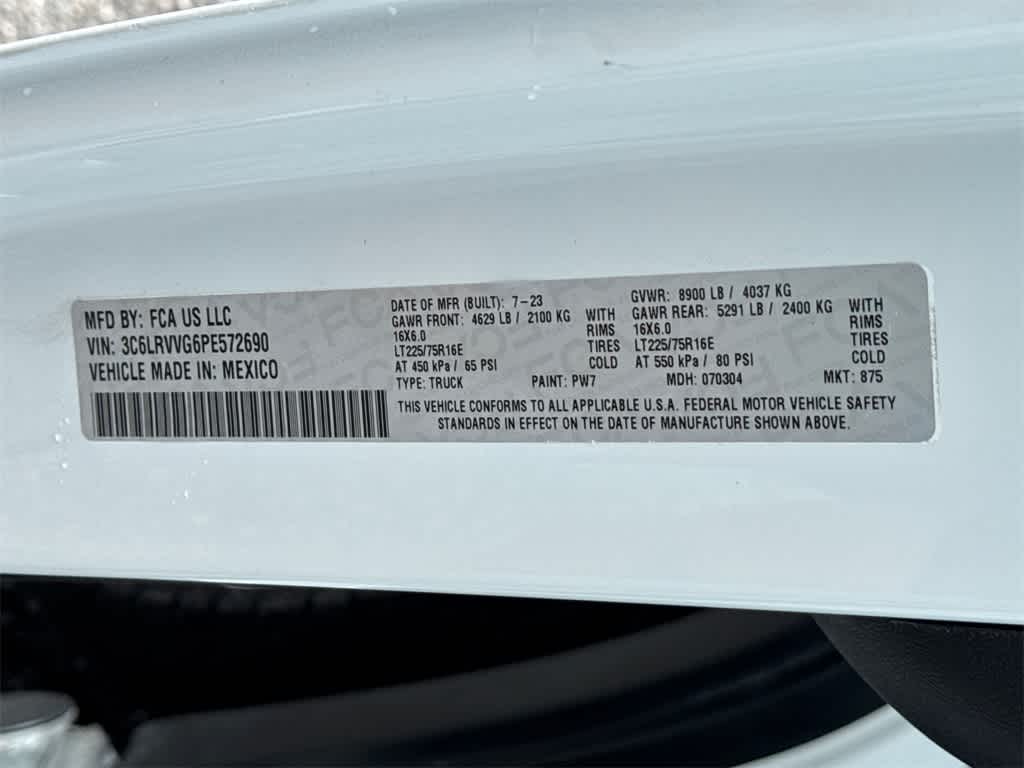 MFD BY: FCA US LLC
VIN: 3C6LRVVG6PE572690
VEHICLE MADE IN: MEXICO
DATE OF MFR (BUILT): 7-23
GAWR FRONT: 4629 LB / 2100 KG WITH
16X6.0 RIMS
LT225/75R16E TIRES
AT 450 kPa / 65 PSI COLD
GVWR: 8900 LB / 4037 KG
GAWR REAR: 5291 LB / 2400 KG WITH
16X6.0 RIMS
LT225/75R16E TIRES
AT 550 kPa / 80 PSI COLD
TYPE: TRUCK PAINT: PW7 MDH: 070304 MKT: 875
THIS VEHICLE CONFORMS TO ALL APPLICABLE U.S.A. FEDERAL MOTOR VEHICLE SAFETY
STANDARDS IN EFFECT ON THE DATE OF MANUFACTURE SHOWN ABOVE.